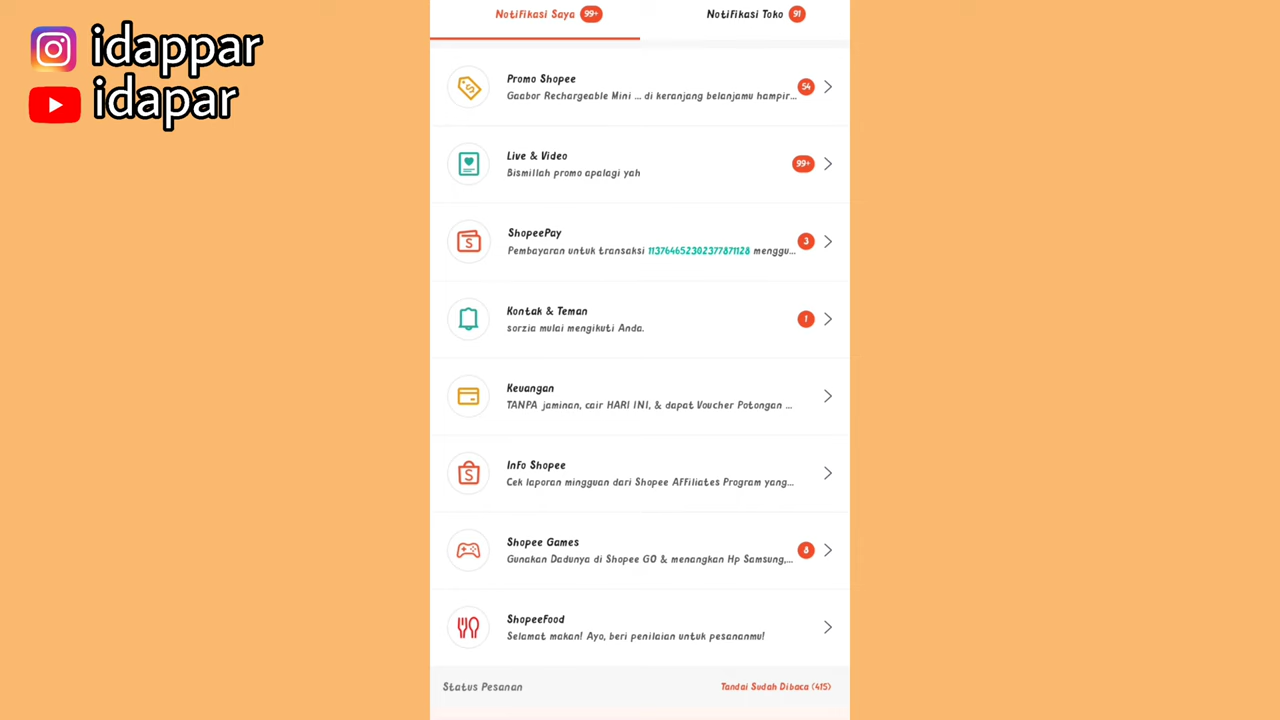 idappar
idapar
Notifikasi Saya 99+
Notifikasi Toko 91
Promo Shopee
Gaabor Rechargeable Mini ... di keranjang belanjamu hampir... 54
Live & Video
Bismillah promo apalagi yah 99+
ShopeePay
Pembayaran untuk transaksi 113764652302377871128 menggu... 3
Kontak & Teman
sorzia mulai mengikuti Anda. 1
Keuangan
TANPA jaminan, cair HARI INI, & dapat Voucher Potongan ...
Info Shopee
Cek laporan mingguan dari Shopee Affiliates Program yang...
Shopee Games
Gunakan Dadunya di Shopee GO & menangkan Hp Samsung,... 8
ShopeeFood
Selamat makan! Ayo, beri penilaian untuk pesananmu!
Status Pesanan
Tandai Sudah Dibaca (415)